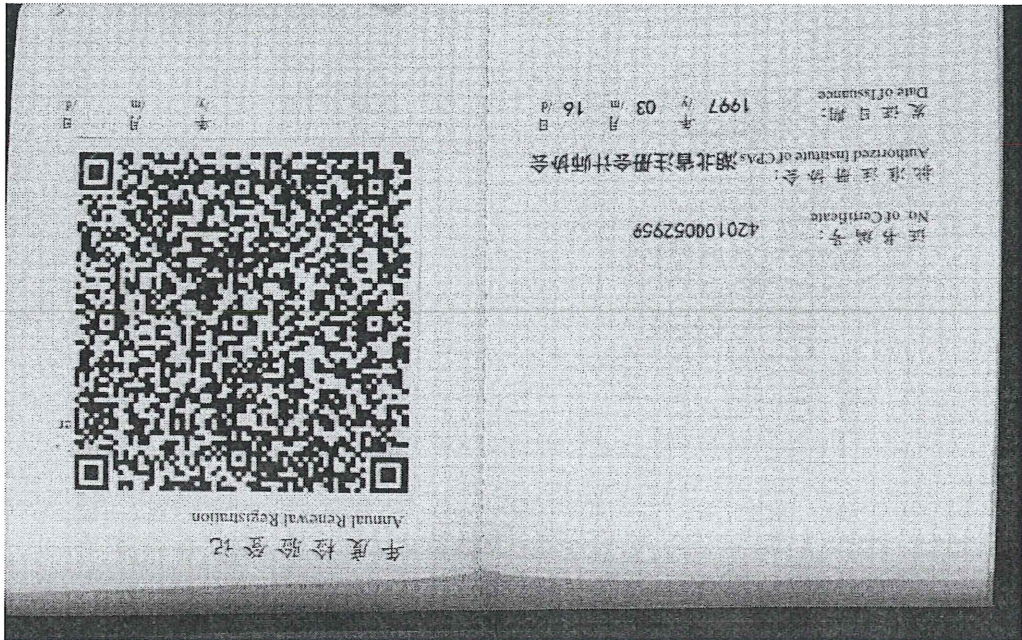 证书编号: 420100052959
No. of Certificate
批准注册协会: 湖北省注册会计师协会
Authorized Institute of CPAs
发证日期: 1997 年 03 月 16 日
Date of Issuance /y /m /d
年度检验登记
Annual Renewal Registration
年 月 日
/y /m /d